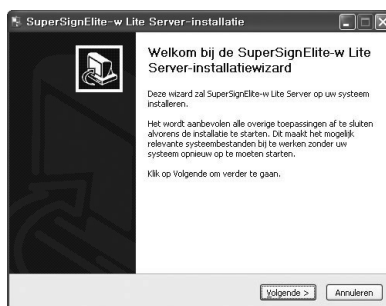 SuperSignElite-w Lite Server-installatie
Welkom bij de SuperSignElite-w Lite
Server-installatiewizard
Deze wizard zal SuperSignElite-w Lite Server op uw systeem
installeren.
Het wordt aanbevolen alle overige toepassingen af te sluiten
alvorens de installatie te starten. Dit maakt het mogelijk
relevante systeembestanden bij te werken zonder uw
systeem opnieuw op te moeten starten.
Klik op Volgende om verder te gaan.
Volgende >
Annuleren